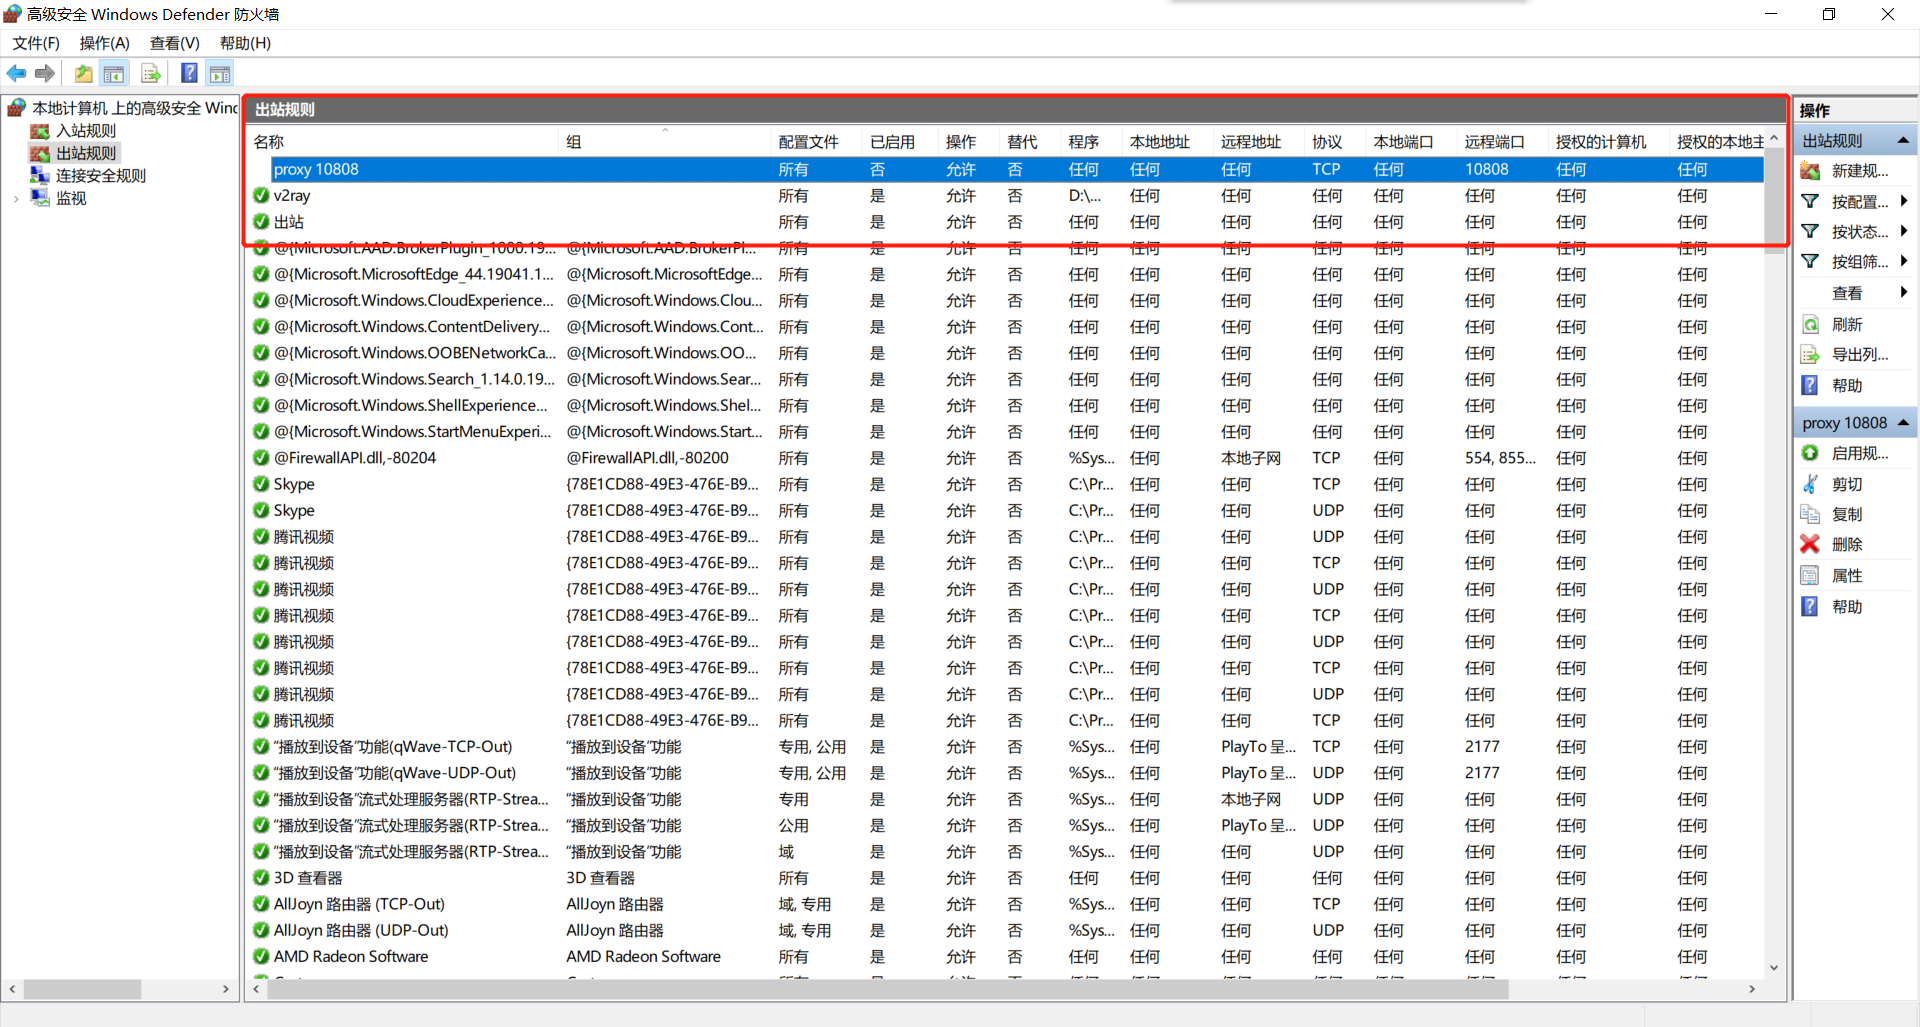 高级安全 Windows Defender 防火墙
文件(F) 操作(A) 查看(V) 帮助(H)
本地计算机 上的高级安全 Wind
入站规则
出站规则
连接安全规则
监视
出站规则
名称 组 配置文件 已启用 操作 替代 程序 本地地址 远程地址 协议 本地端口 远程端口 授权的计算机 授权的本地主
proxy 10808 所有 否 允许 否 任何 任何 任何 TCP 任何 10808 任何 任何
v2ray 所有 是 允许 否 D:\... 任何 任何 任何 任何 任何 任何 任何
出站 所有 是 允许 否 任何 任何 任何 任何 任何 任何 任何 任何
@{Microsoft.AAD.BrokerPlugin_1000.19... @{Microsoft.AAD.BrokerPl... 所有 是 允许 否 任何 任何 任何 任何 任何 任何 任何 任何
@{Microsoft.MicrosoftEdge_44.19041.1... @{Microsoft.MicrosoftEdge... 所有 是 允许 否 任何 任何 任何 任何 任何 任何 任何 任何
@{Microsoft.Windows.CloudExperience... @{Microsoft.Windows.Clou... 所有 是 允许 否 任何 任何 任何 任何 任何 任何 任何 任何
@{Microsoft.Windows.ContentDelivery... @{Microsoft.Windows.Cont... 所有 是 允许 否 任何 任何 任何 任何 任何 任何 任何 任何
@{Microsoft.Windows.OOBENetworkCa... @{Microsoft.Windows.OO... 所有 是 允许 否 任何 任何 任何 任何 任何 任何 任何 任何
@{Microsoft.Windows.Search_1.14.0.19... @{Microsoft.Windows.Sear... 所有 是 允许 否 任何 任何 任何 任何 任何 任何 任何 任何
@{Microsoft.Windows.ShellExperience... @{Microsoft.Windows.Shel... 所有 是 允许 否 任何 任何 任何 任何 任何 任何 任何 任何
@{Microsoft.Windows.StartMenuExperi... @{Microsoft.Windows.Start... 所有 是 允许 否 任何 任何 任何 任何 任何 任何 任何 任何
@FirewallAPI.dll,-80204 @FirewallAPI.dll,-80200 所有 是 允许 否 %Sys... 任何 本地子网 TCP 任何 554, 855... 任何 任何
Skype {78E1CD88-49E3-476E-B9... 所有 是 允许 否 C:\Pr... 任何 任何 TCP 任何 任何 任何 任何
Skype {78E1CD88-49E3-476E-B9... 所有 是 允许 否 C:\Pr... 任何 任何 UDP 任何 任何 任何 任何
腾讯视频 {78E1CD88-49E3-476E-B9... 所有 是 允许 否 C:\Pr... 任何 任何 UDP 任何 任何 任何 任何
腾讯视频 {78E1CD88-49E3-476E-B9... 所有 是 允许 否 C:\Pr... 任何 任何 TCP 任何 任何 任何 任何
腾讯视频 {78E1CD88-49E3-476E-B9... 所有 是 允许 否 C:\Pr... 任何 任何 UDP 任何 任何 任何 任何
腾讯视频 {78E1CD88-49E3-476E-B9... 所有 是 允许 否 C:\Pr... 任何 任何 TCP 任何 任何 任何 任何
腾讯视频 {78E1CD88-49E3-476E-B9... 所有 是 允许 否 C:\Pr... 任何 任何 UDP 任何 任何 任何 任何
腾讯视频 {78E1CD88-49E3-476E-B9... 所有 是 允许 否 C:\Pr... 任何 任何 TCP 任何 任何 任何 任何
腾讯视频 {78E1CD88-49E3-476E-B9... 所有 是 允许 否 C:\Pr... 任何 任何 UDP 任何 任何 任何 任何
腾讯视频 {78E1CD88-49E3-476E-B9... 所有 是 允许 否 C:\Pr... 任何 任何 TCP 任何 任何 任何 任何
“播放到设备”功能(qWave-TCP-Out) “播放到设备”功能 专用, 公用 是 允许 否 %Sys... 任何 PlayTo 呈... TCP 任何 2177 任何 任何
“播放到设备”功能(qWave-UDP-Out) “播放到设备”功能 专用, 公用 是 允许 否 %Sys... 任何 PlayTo 呈... UDP 任何 2177 任何 任何
“播放到设备”流式处理服务器(RTP-Strea... “播放到设备”功能 专用 是 允许 否 %Sys... 任何 本地子网 UDP 任何 任何 任何 任何
“播放到设备”流式处理服务器(RTP-Strea... “播放到设备”功能 公用 是 允许 否 %Sys... 任何 PlayTo 呈... UDP 任何 任何 任何 任何
“播放到设备”流式处理服务器(RTP-Strea... “播放到设备”功能 域 是 允许 否 %Sys... 任何 任何 UDP 任何 任何 任何 任何
3D 查看器 3D 查看器 所有 是 允许 否 任何 任何 任何 任何 任何 任何 任何 任何
AllJoyn 路由器 (TCP-Out) AllJoyn 路由器 域, 专用 是 允许 否 %Sys... 任何 任何 TCP 任何 任何 任何 任何
AllJoyn 路由器 (UDP-Out) AllJoyn 路由器 域, 专用 是 允许 否 %Sys... 任何 任何 UDP 任何 任何 任何 任何
AMD Radeon Software AMD Radeon Software 所有 是 允许 否 任何 任何 任何 任何 任何 任何 任何 任何
操作
出站规则
新建规...
按配置...
按状态...
按组筛...
查看
刷新
导出列...
帮助
proxy 10808
启用规...
剪切
复制
删除
属性
帮助